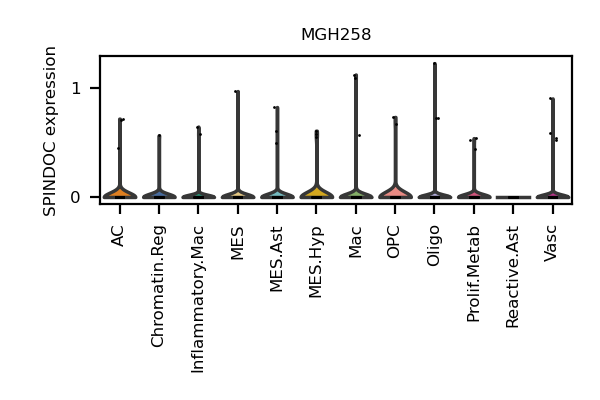 MGH258
SPINDOC expression
1
0
AC
Chromatin.Reg
Inflammatory.Mac
MES
MES.Ast
MES.Hyp
Mac
OPC
Oligo
Prolif.Metab
Reactive.Ast
Vasc